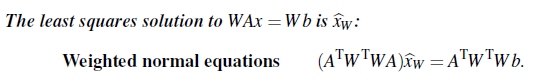 The least squares solution to WAx = Wb is x̂_W:
Weighted normal equations (AᵀWᵀWA)x̂_W = AᵀWᵀWb.